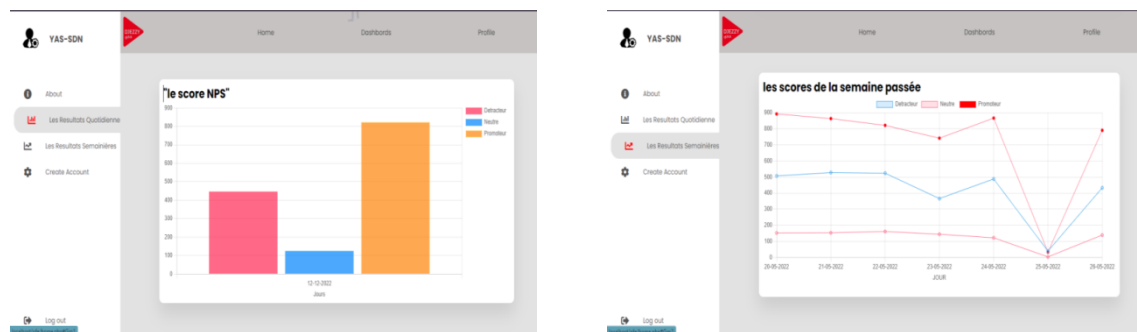 YAS-SDN
DJEZZY
Home
Dashbords
Profile
About
Les Resultats Quotidienne
Les Resultats Semainières
Create Account
Log out
"le score NPS"
Detracteur
Neutre
Promoteur
900
800
700
600
500
400
300
200
100
0
12-12-2022
Jours
YAS-SDN
DJEZZY
Home
Dashbords
Profile
About
Les Resultats Quotidienne
Les Resultats Semainières
Create Account
Log out
les scores de la semaine passée
Detracteur Neutre Promoteur
900
800
700
600
500
400
300
200
100
0
20-05-2022 21-05-2022 22-05-2022 23-05-2022 24-05-2022 25-05-2022 26-05-2022
JOUR